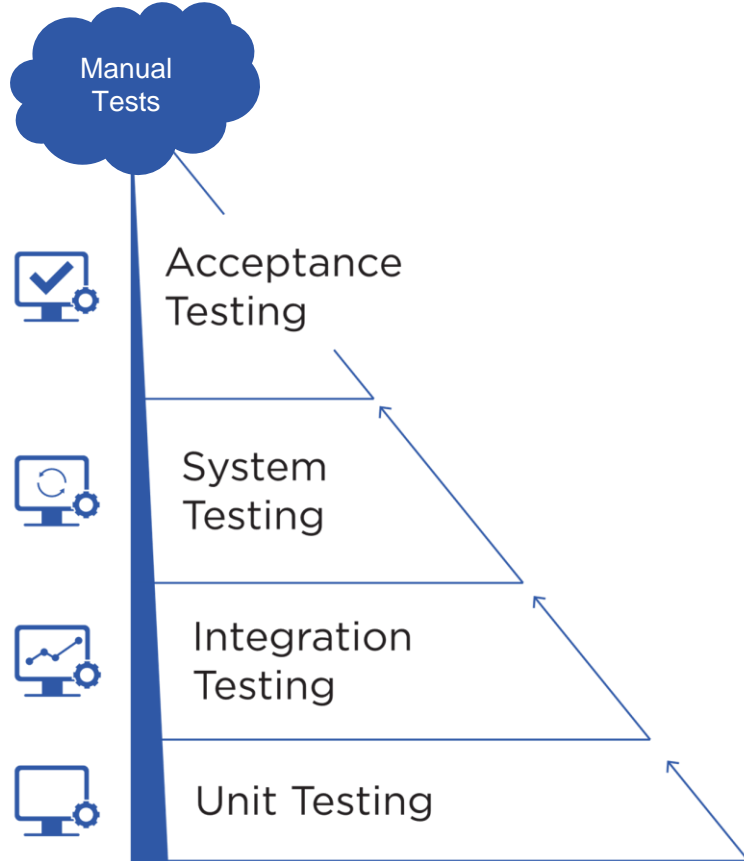 Manual
Tests
Acceptance
Testing
System
Testing
Integration
Testing
Unit Testing